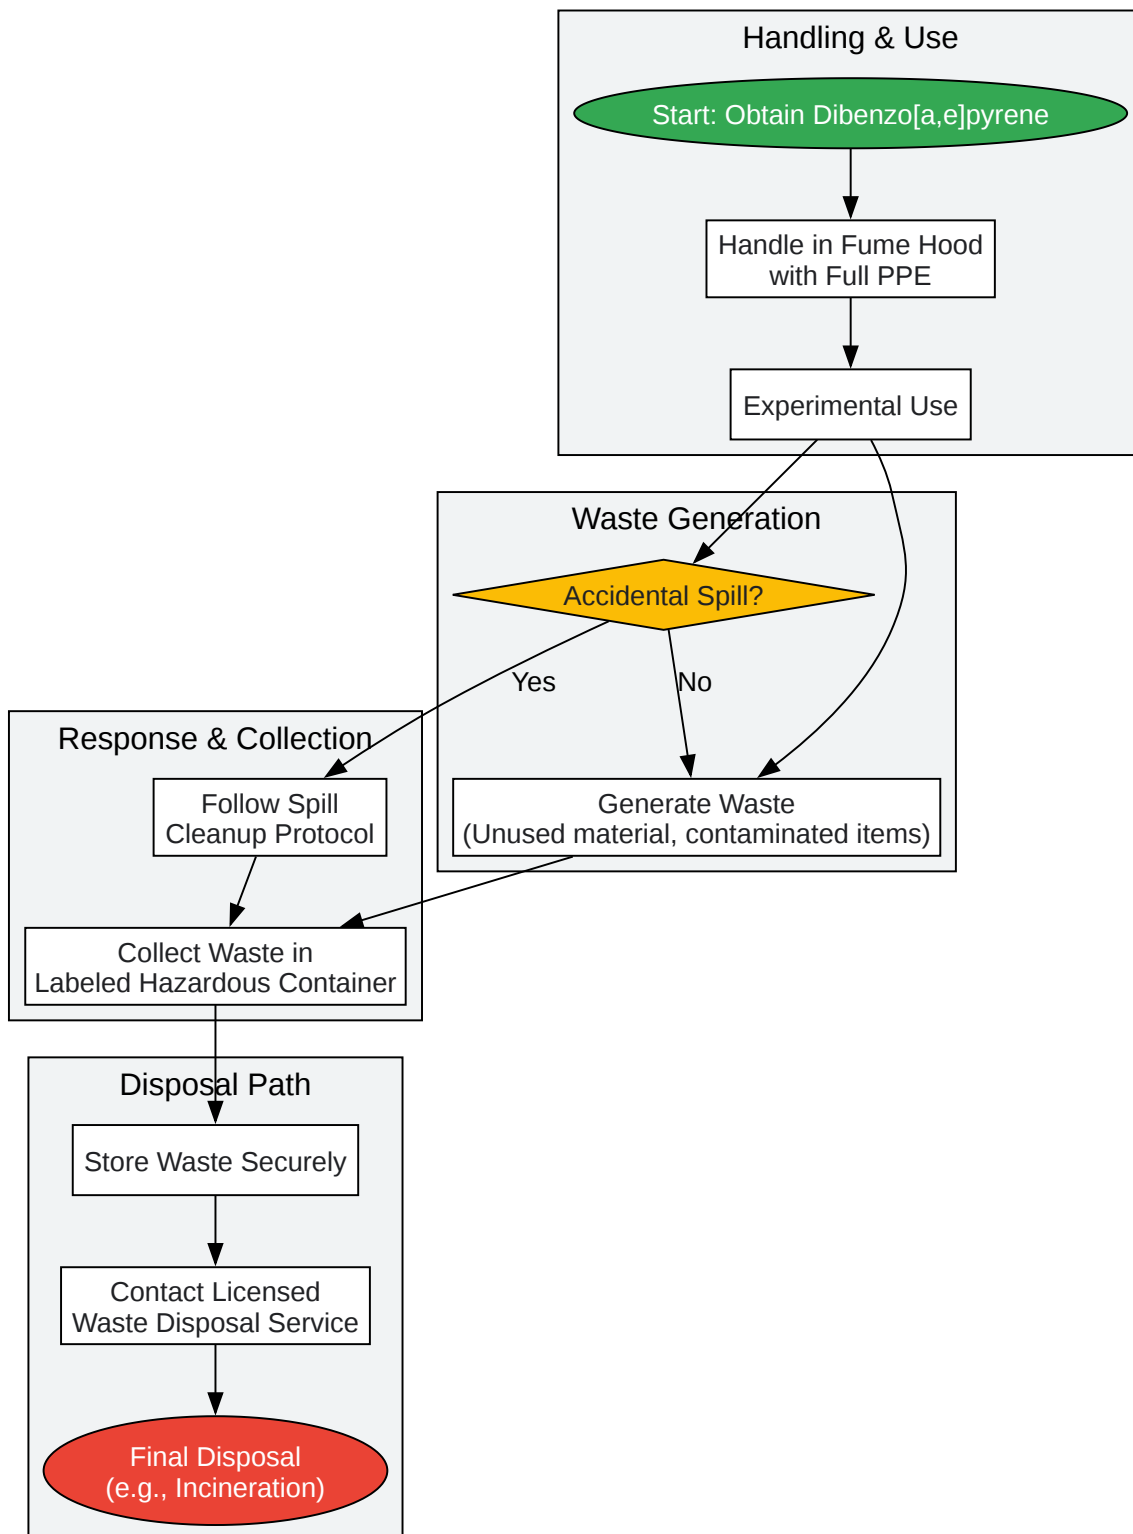 Handling & Use
Start: Obtain Dibenzo[a,e]pyrene
Handle in Fume Hood
with Full PPE
Experimental Use
Waste Generation
Accidental Spill?
Yes
No
Response & Collection
Follow Spill
Cleanup Protocol
Generate Waste
(Unused material, contaminated items)
Collect Waste in
Labeled Hazardous Container
Disposal Path
Store Waste Securely
Contact Licensed
Waste Disposal Service
Final Disposal
(e.g., Incineration)